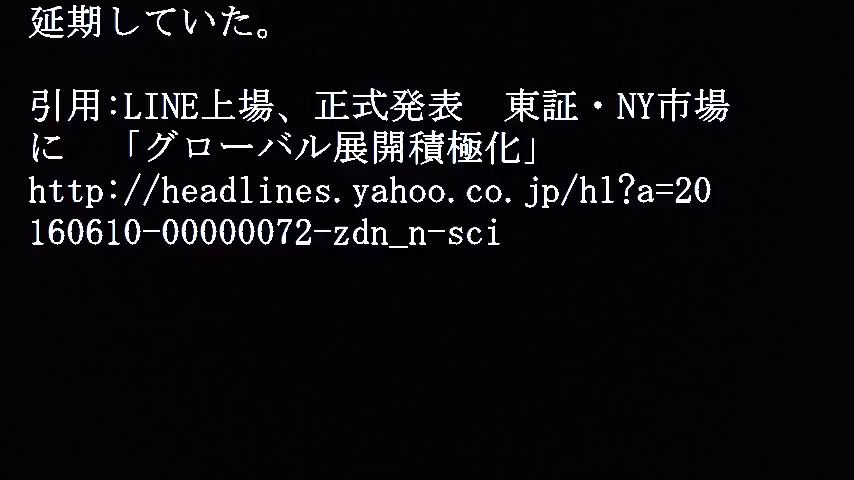 延期していた。
引用:LINE上場、正式発表　東証・NY市場
に　「グローバル展開積極化」
http://headlines.yahoo.co.jp/hl?a=20
160610-00000072-zdn_n-sci